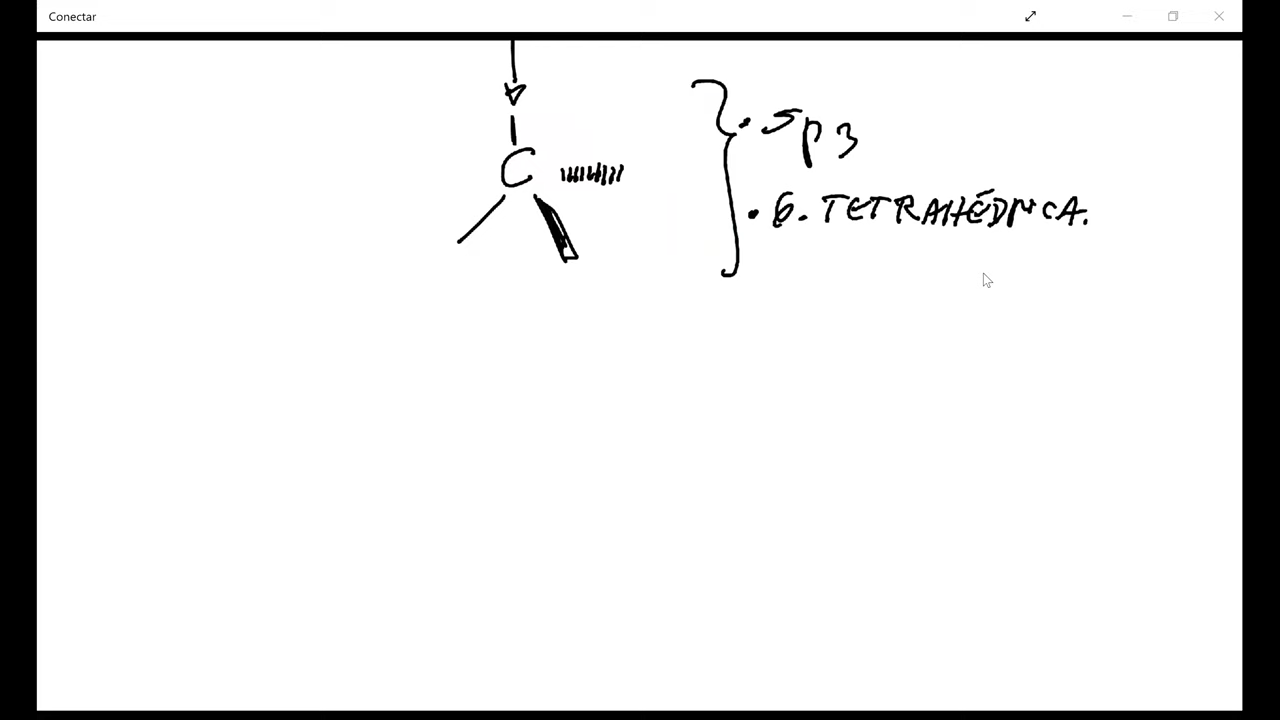 Conectar
C
• sp3
• G. TETRAHÉDRICA.